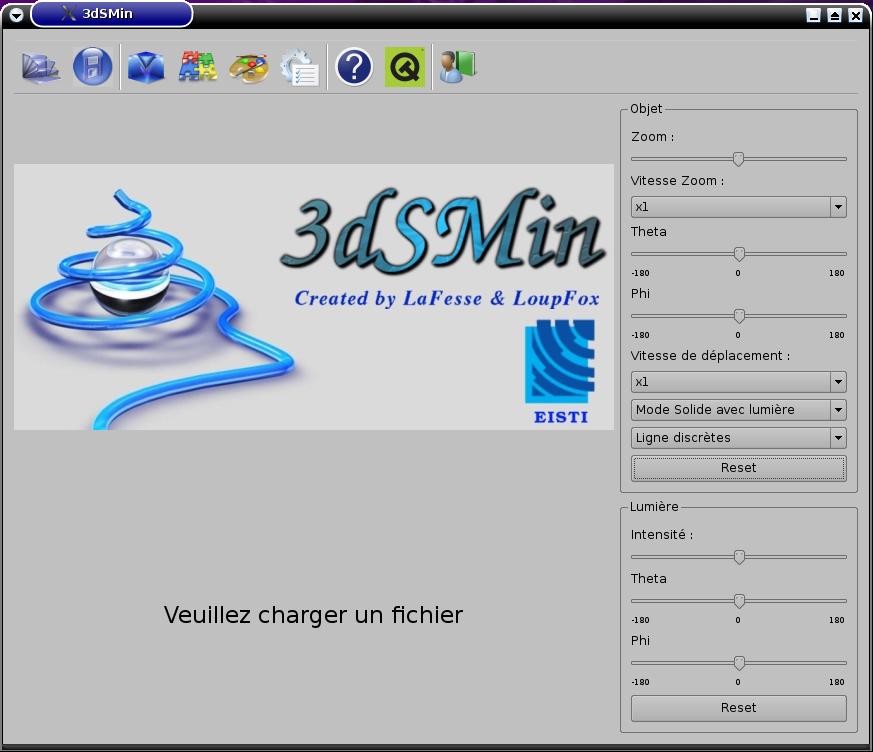 3dSMin
Objet
Zoom :
Vitesse Zoom :
x1
Theta
-180 0 180
Phi
-180 0 180
Vitesse de déplacement :
x1
Mode Solide avec lumière
Ligne discrètes
Reset
3dSMin
Created by LaFesse & LoupFox
EISTI
Veuillez charger un fichier
Lumière
Intensité :
Theta
-180 0 180
Phi
-180 0 180
Reset